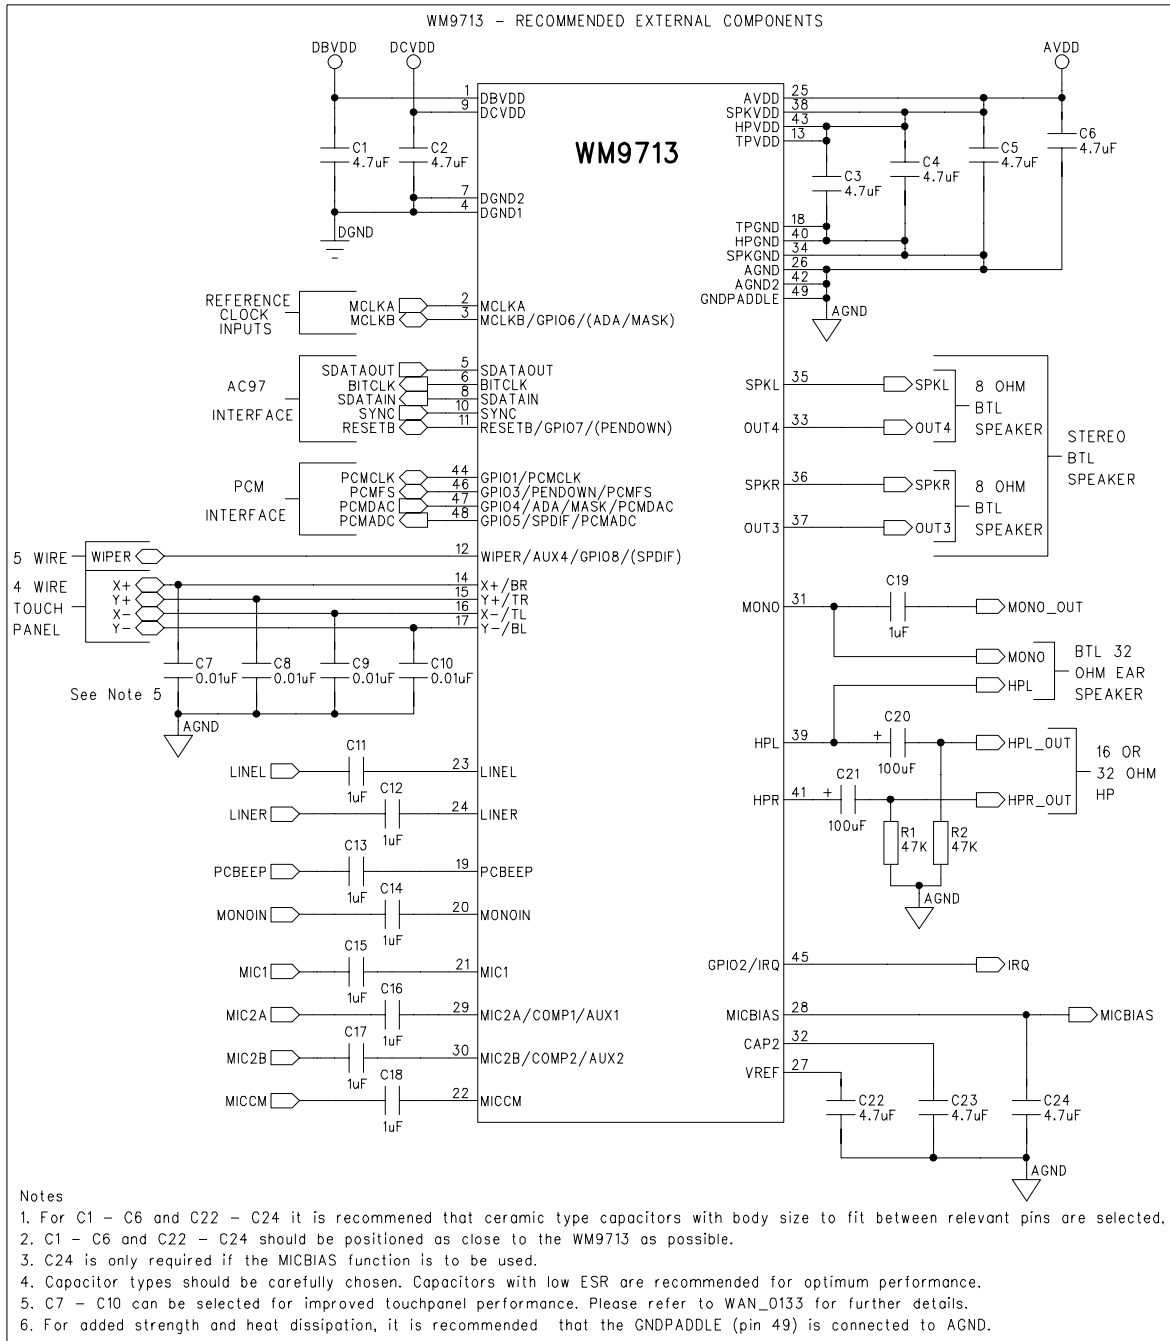 WM9713 - RECOMMENDED EXTERNAL COMPONENTS
DBVDD
DCVDD
AVDD
WM9713
1
DBVDD
9
DCVDD
C1
4.7uF
C2
4.7uF
7
DGND2
4
DGND1
DGND
AVDD
25
SPKVDD
38
HPVDD
43
TPVDD
13
C3
4.7uF
C4
4.7uF
C5
4.7uF
C6
4.7uF
TPGND
18
HPGND
40
SPKGND
34
AGND
26
AGND2
42
GNDPADDLE
49
AGND
REFERENCE
CLOCK
INPUTS
MCLKA
2
MCLKA
MCLKB
3
MCLKB/GPIO6/(ADA/MASK)
AC97
INTERFACE
SDATAOUT
5
SDATAOUT
BITCLK
6
BITCLK
SDATAIN
8
SDATAIN
SYNC
10
SYNC
RESETB
11
RESETB/GPIO7/(PENDOWN)
PCM
INTERFACE
PCMCLK
44
GPIO1/PCMCLK
PCMFS
46
GPIO3/PENDOWN/PCMFS
PCMDAC
47
GPIO4/ADA/MASK/PCMDAC
PCMADC
48
GPIO5/SPDIF/PCMADC
5 WIRE
WIPER
12
WIPER/AUX4/GPIO8/(SPDIF)
4 WIRE
TOUCH
PANEL
X+
14
X+/BR
Y+
15
Y+/TR
X-
16
X-/TL
Y-
17
Y-/BL
C7
0.01uF
C8
0.01uF
C9
0.01uF
C10
0.01uF
See Note 5
AGND
SPKL
35
SPKL
OUT4
33
OUT4
8 OHM
BTL
SPEAKER
SPKR
36
SPKR
OUT3
37
OUT3
8 OHM
BTL
SPEAKER
STEREO
BTL
SPEAKER
MONO
31
C19
1uF
MONO_OUT
MONO
HPL
BTL 32
OHM EAR
SPEAKER
HPL
39
+
C20
100uF
HPL_OUT
HPR
41
+
C21
100uF
HPR_OUT
16 OR
32 OHM
HP
R1
47K
R2
47K
AGND
LINEL
C11
1uF
23
LINEL
LINER
C12
1uF
24
LINER
PCBEEP
C13
1uF
19
PCBEEP
MONOIN
C14
1uF
20
MONOIN
MIC1
C15
1uF
21
MIC1
MIC2A
C16
1uF
29
MIC2A/COMP1/AUX1
MIC2B
C17
1uF
30
MIC2B/COMP2/AUX2
MICCM
C18
1uF
22
MICCM
GPIO2/IRQ
45
IRQ
MICBIAS
28
MICBIAS
CAP2
32
VREF
27
C22
4.7uF
C23
4.7uF
C24
4.7uF
AGND
Notes
1. For C1 - C6 and C22 - C24 it is recommened that ceramic type capacitors with body size to fit between relevant pins are selected.
2. C1 - C6 and C22 - C24 should be positioned as close to the WM9713 as possible.
3. C24 is only required if the MICBIAS function is to be used.
4. Capacitor types should be carefully chosen. Capacitors with low ESR are recommended for optimum performance.
5. C7 - C10 can be selected for improved touchpanel performance. Please refer to WAN_0133 for further details.
6. For added strength and heat dissipation, it is recommended that the GNDPADDLE (pin 49) is connected to AGND.